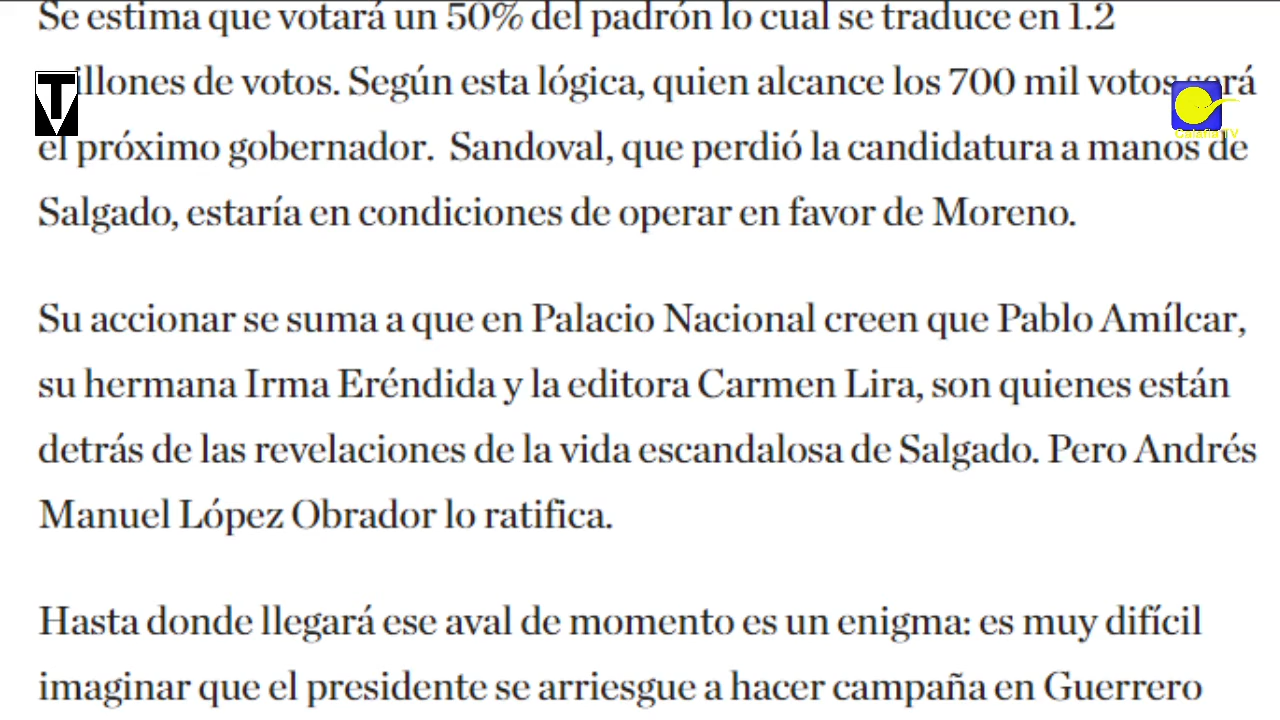 Se estima que votará un 50% del padrón lo cual se traduce en 1.2
illones de votos. Según esta lógica, quien alcance los 700 mil votos será
el próximo gobernador. Sandoval, que perdió la candidatura a manos de
Salgado, estaría en condiciones de operar en favor de Moreno.
Su accionar se suma a que en Palacio Nacional creen que Pablo Amílcar,
su hermana Irma Eréndida y la editora Carmen Lira, son quienes están
detrás de las revelaciones de la vida escandalosa de Salgado. Pero Andrés
Manuel López Obrador lo ratifica.
Hasta donde llegará ese aval de momento es un enigma: es muy difícil
imaginar que el presidente se arriesgue a hacer campaña en Guerrero